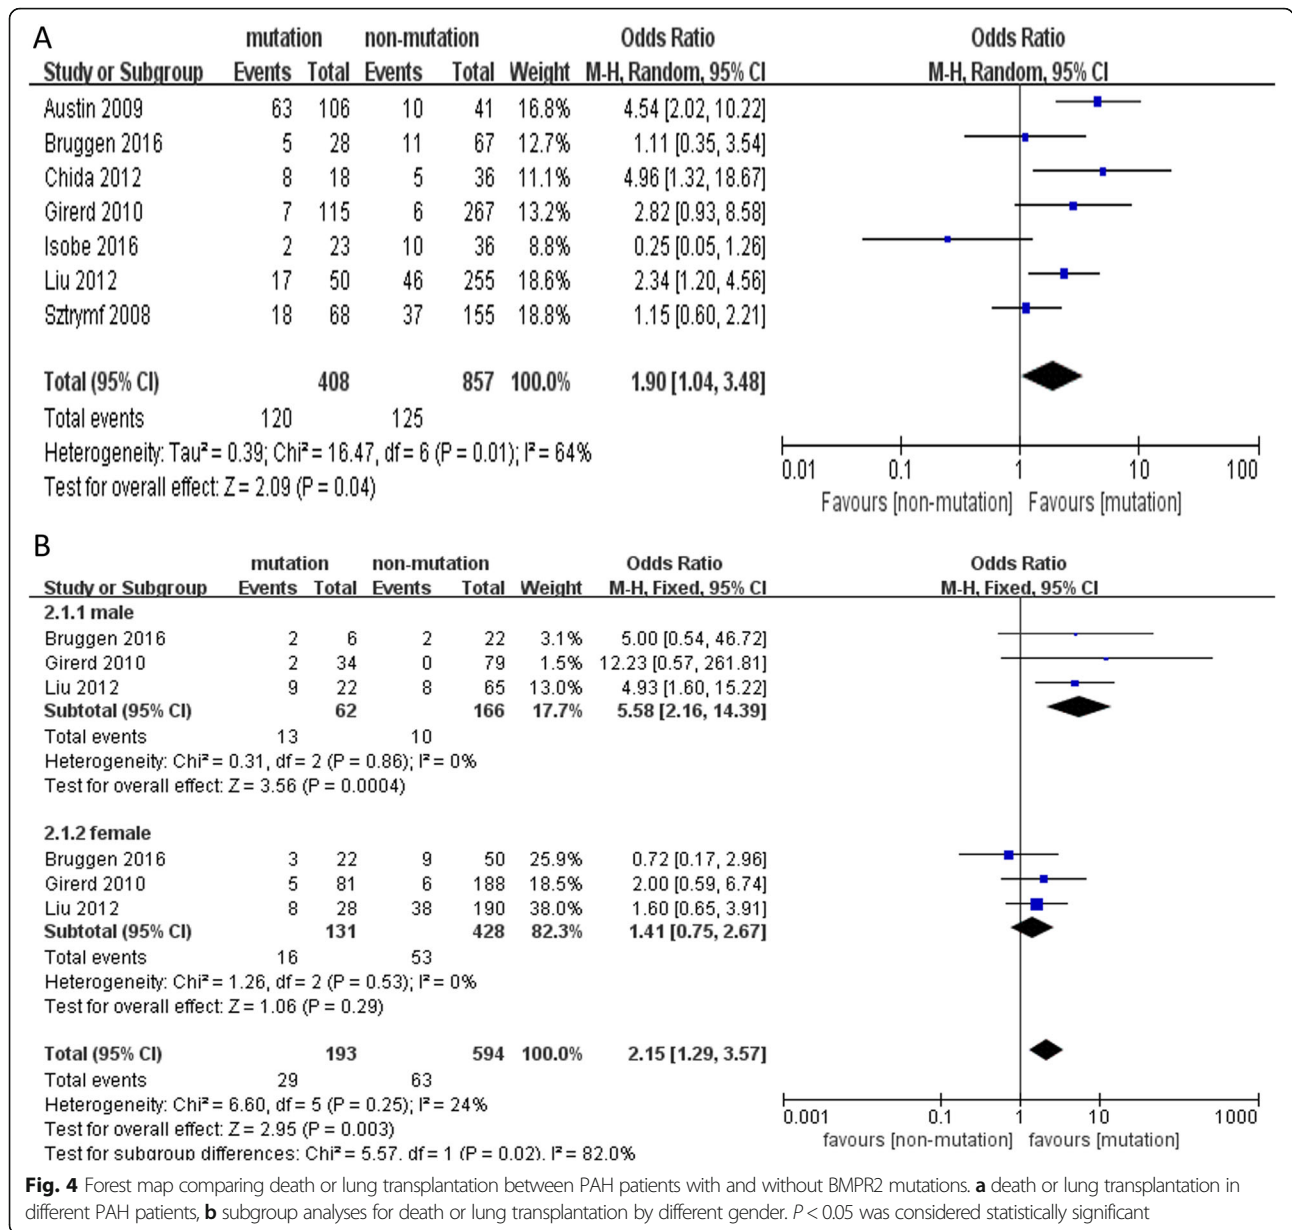 A
mutation non-mutation Odds Ratio Odds Ratio
Study or Subgroup Events Total Events Total Weight M-H, Random, 95% CI M-H, Random, 95% CI
Austin 2009 63 106 10 41 16.8% 4.54 [2.02, 10.22]
Bruggen 2016 5 28 11 67 12.7% 1.11 [0.35, 3.54]
Chida 2012 8 18 5 36 11.1% 4.96 [1.32, 18.67]
Girerd 2010 7 115 6 267 13.2% 2.82 [0.93, 8.58]
Isobe 2016 2 23 10 36 8.8% 0.25 [0.05, 1.26]
Liu 2012 17 50 46 255 18.6% 2.34 [1.20, 4.56]
Sztrymf 2008 18 68 37 155 18.8% 1.15 [0.60, 2.21]
Total (95% CI) 408 857 100.0% 1.90 [1.04, 3.48]
Total events 120 125
Heterogeneity: Tau² = 0.39; Chi² = 16.47, df = 6 (P = 0.01); I² = 64%
Test for overall effect: Z = 2.09 (P = 0.04)
0.01 0.1 1 10 100
Favours [non-mutation] Favours [mutation]
B
mutation non-mutation Odds Ratio Odds Ratio
Study or Subgroup Events Total Events Total Weight M-H, Fixed, 95% CI M-H, Fixed, 95% CI
2.1.1 male
Bruggen 2016 2 6 2 22 3.1% 5.00 [0.54, 46.72]
Girerd 2010 2 34 0 79 1.5% 12.23 [0.57, 261.81]
Liu 2012 9 22 8 65 13.0% 4.93 [1.60, 15.22]
Subtotal (95% CI) 62 166 17.7% 5.58 [2.16, 14.39]
Total events 13 10
Heterogeneity: Chi² = 0.31, df = 2 (P = 0.86); I² = 0%
Test for overall effect: Z = 3.56 (P = 0.0004)
2.1.2 female
Bruggen 2016 3 22 9 50 25.9% 0.72 [0.17, 2.96]
Girerd 2010 5 81 6 188 18.5% 2.00 [0.59, 6.74]
Liu 2012 8 28 38 190 38.0% 1.60 [0.65, 3.91]
Subtotal (95% CI) 131 428 82.3% 1.41 [0.75, 2.67]
Total events 16 53
Heterogeneity: Chi² = 1.26, df = 2 (P = 0.53); I² = 0%
Test for overall effect: Z = 1.06 (P = 0.29)
Total (95% CI) 193 594 100.0% 2.15 [1.29, 3.57]
Total events 29 63
Heterogeneity: Chi² = 6.60, df = 5 (P = 0.25); I² = 24%
Test for overall effect: Z = 2.95 (P = 0.003)
Test for subgroup differences: Chi² = 5.57, df = 1 (P = 0.02), I² = 82.0%
0.001 0.1 1 10 1000
favours [non-mutation] favours [mutation]
Fig. 4 Forest map comparing death or lung transplantation between PAH patients with and without BMPR2 mutations. a death or lung transplantation in
different PAH patients, b subgroup analyses for death or lung transplantation by different gender. P < 0.05 was considered statistically significant